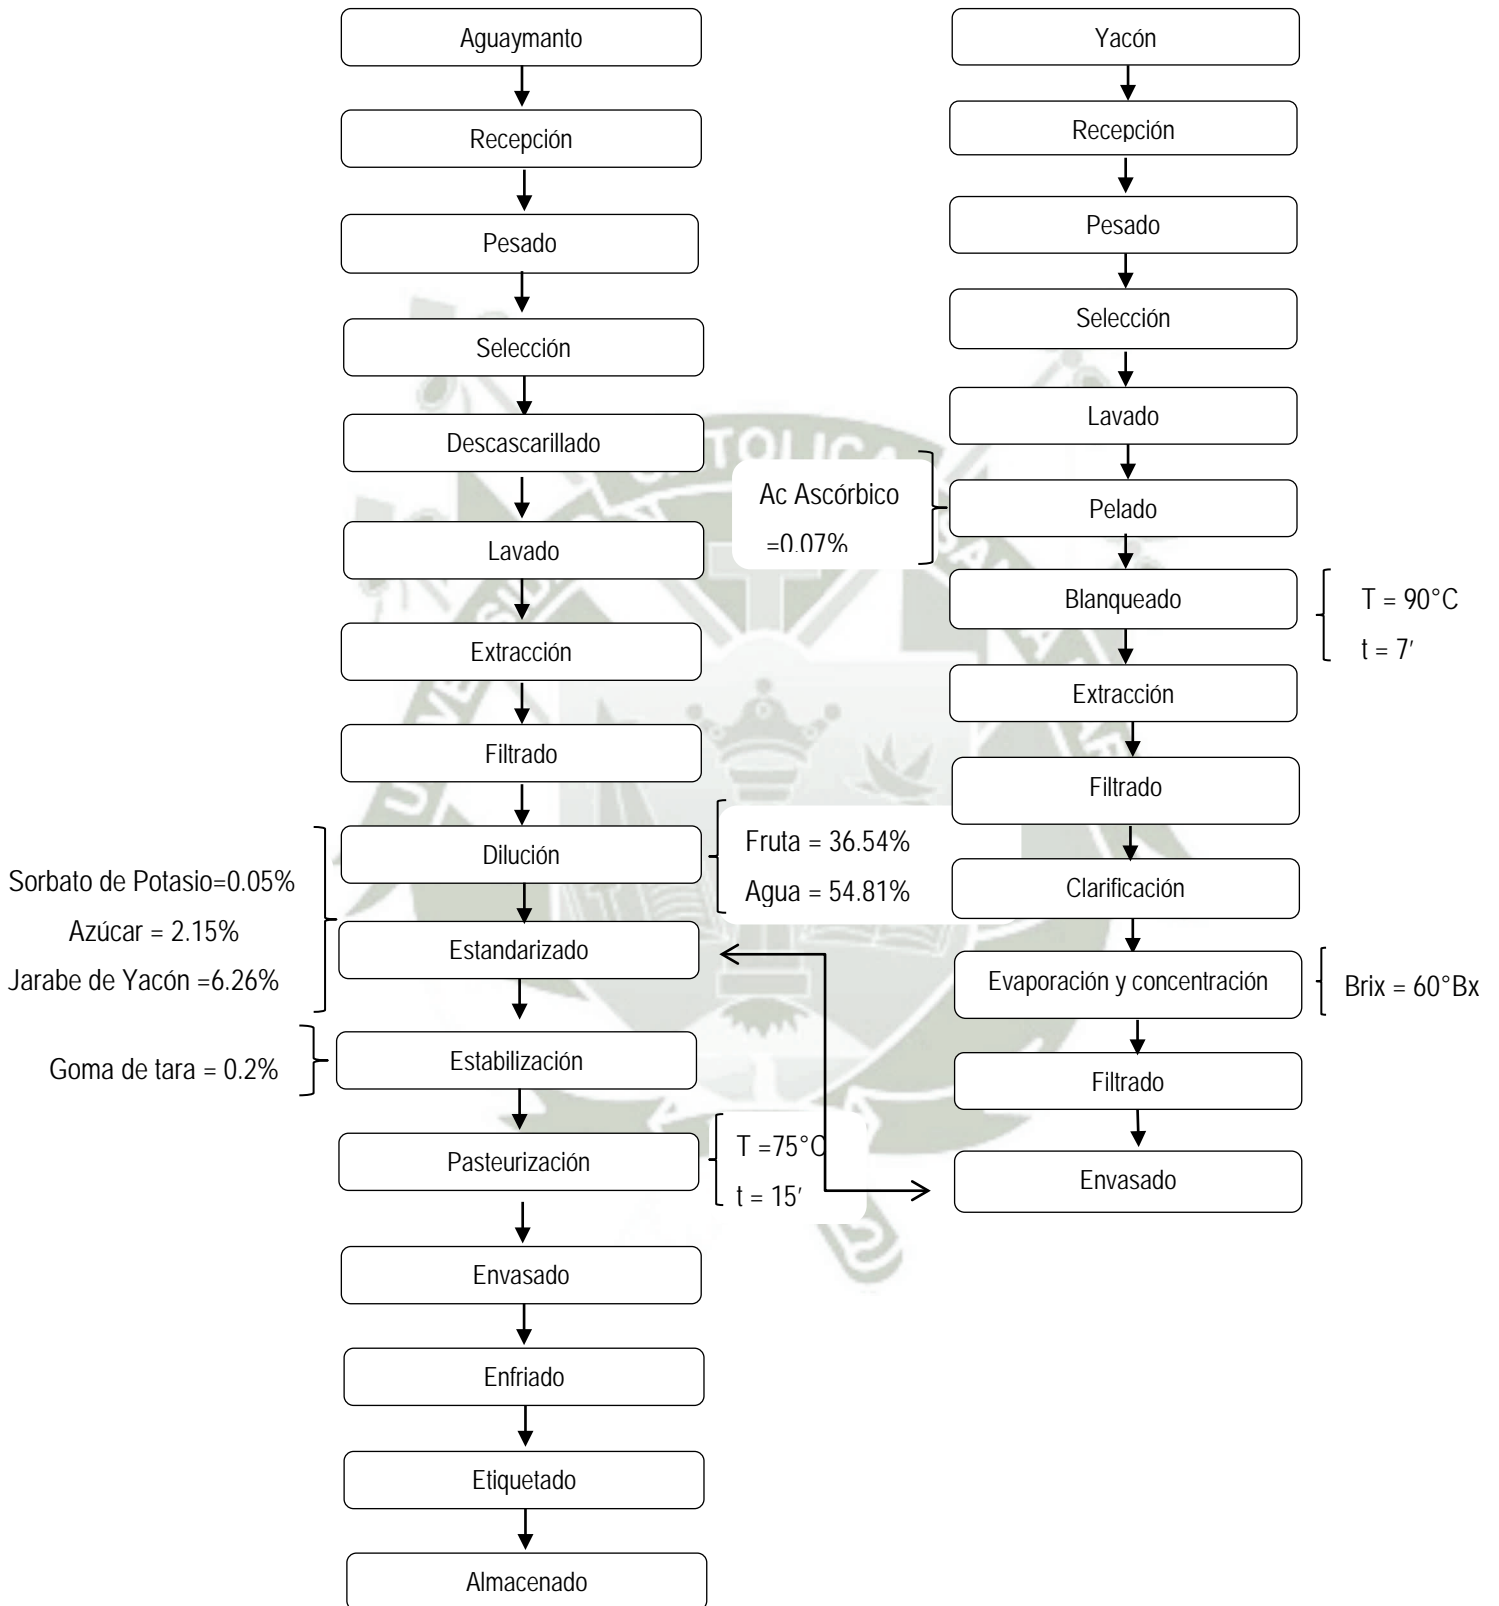 Aguaymanto
Recepción
Pesado
Selección
Descascarillado
Lavado
Extracción
Filtrado
Dilución
Fruta = 36.54%
Agua = 54.81%
Sorbato de Potasio=0.05%
Azúcar = 2.15%
Jarabe de Yacón =6.26%
Estandarizado
Goma de tara = 0.2%
Estabilización
Pasteurización
T =75°C
t = 15’
Envasado
Enfriado
Etiquetado
Almacenado
Yacón
Recepción
Pesado
Selección
Lavado
Ac Ascórbico
=0.07%
Pelado
Blanqueado
T = 90°C
t = 7’
Extracción
Filtrado
Clarificación
Evaporación y concentración
Brix = 60°Bx
Filtrado
Envasado